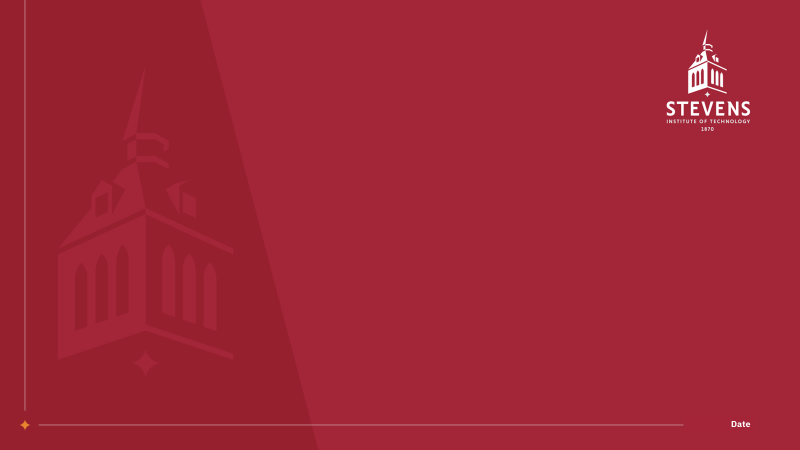 STEVENS
INSTITUTE OF TECHNOLOGY
1870
Date